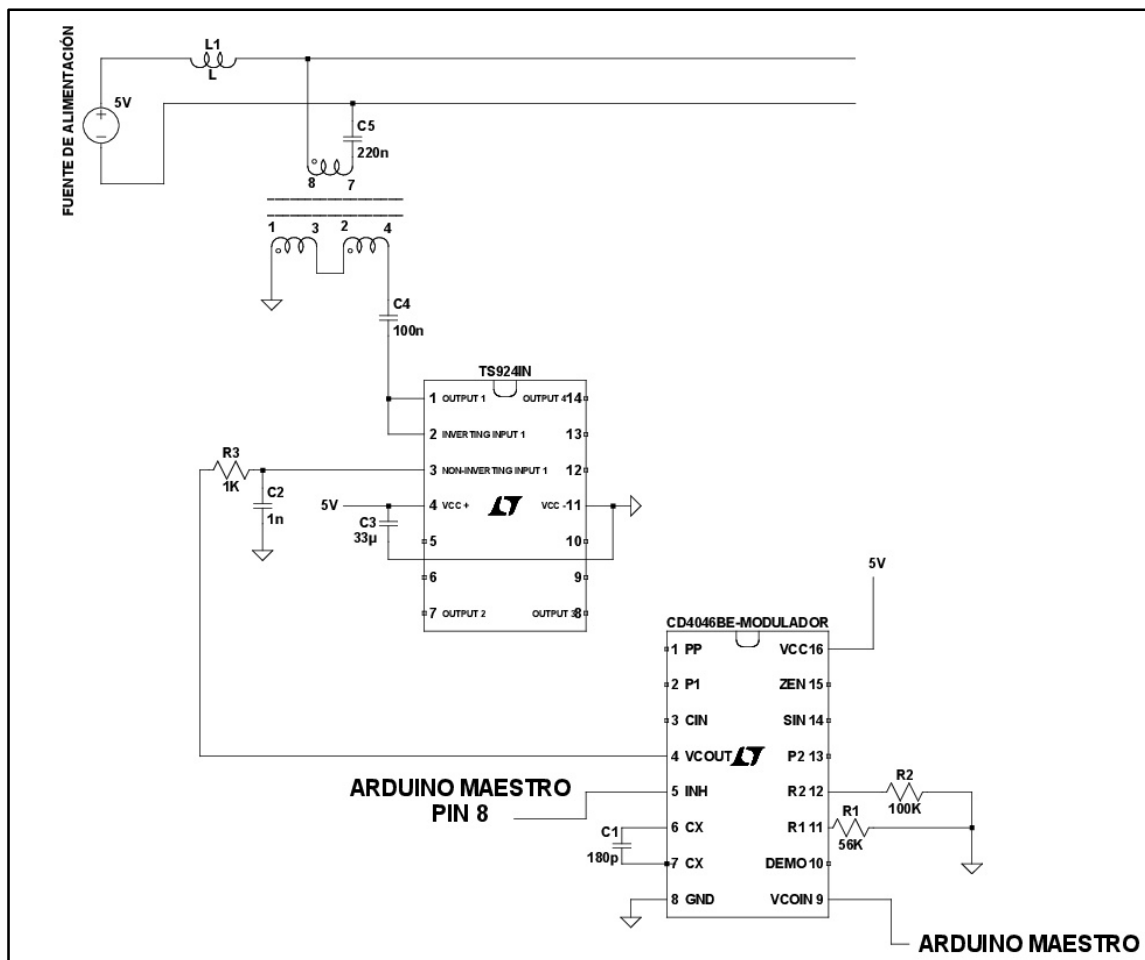 FUENTE DE ALIMENTACIÓN
5V
L1
L
C5
220n
8 7
1 3 2 4
C4
100n
TS924IN
1 OUTPUT 1
OUTPUT 4 14
2 INVERTING INPUT 1
13
3 NON-INVERTING INPUT 1
12
4 VCC +
VCC - 11
5
10
6
9
7 OUTPUT 2
OUTPUT 3 8
R3
1K
C2
1n
5V
C3
33µ
5V
CD4046BE-MODULADOR
1 PP
VCC 16
2 P1
ZEN 15
3 CIN
SIN 14
4 VCOUT
P2 13
5 INH
R2 12
6 CX
R1 11
7 CX
DEMO 10
8 GND
VCOIN 9
ARDUINO MAESTRO
PIN 8
C1
180p
R2
100K
R1
56K
ARDUINO MAESTRO